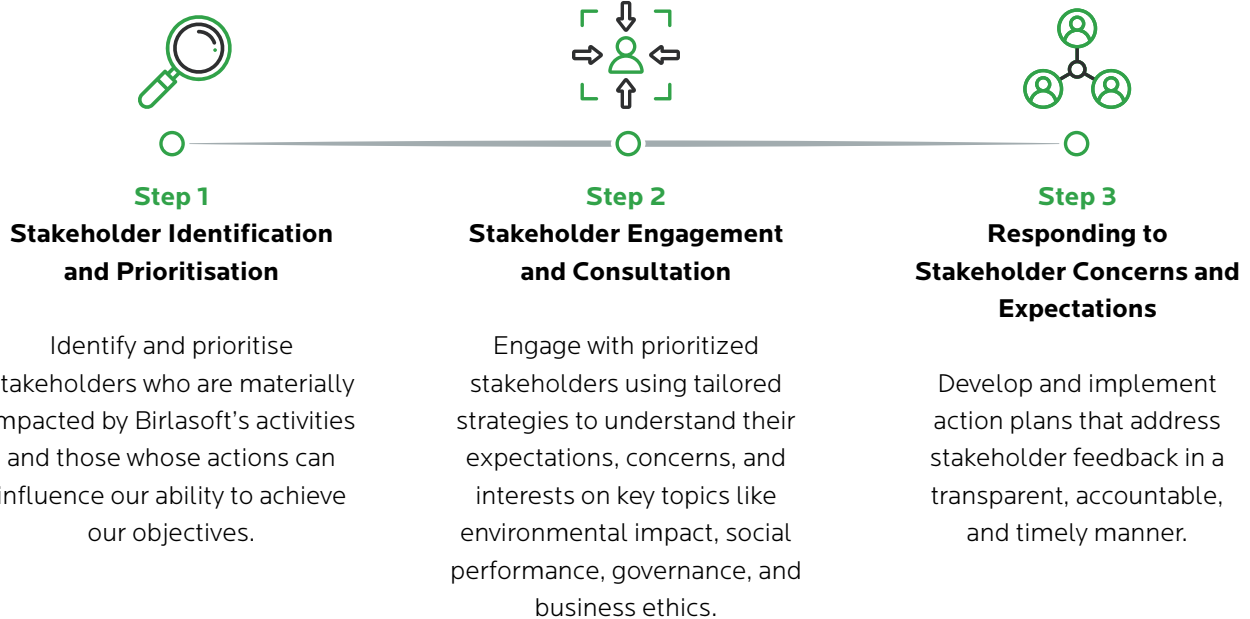 Step 1
Stakeholder Identification
and Prioritisation
Identify and prioritise
takeholders who are materially
mpacted by Birlasoft’s activities
and those whose actions can
influence our ability to achieve
our objectives.
Step 2
Stakeholder Engagement
and Consultation
Engage with prioritized
stakeholders using tailored
strategies to understand their
expectations, concerns, and
interests on key topics like
environmental impact, social
performance, governance, and
business ethics.
Step 3
Responding to
Stakeholder Concerns and
Expectations
Develop and implement
action plans that address
stakeholder feedback in a
transparent, accountable,
and timely manner.